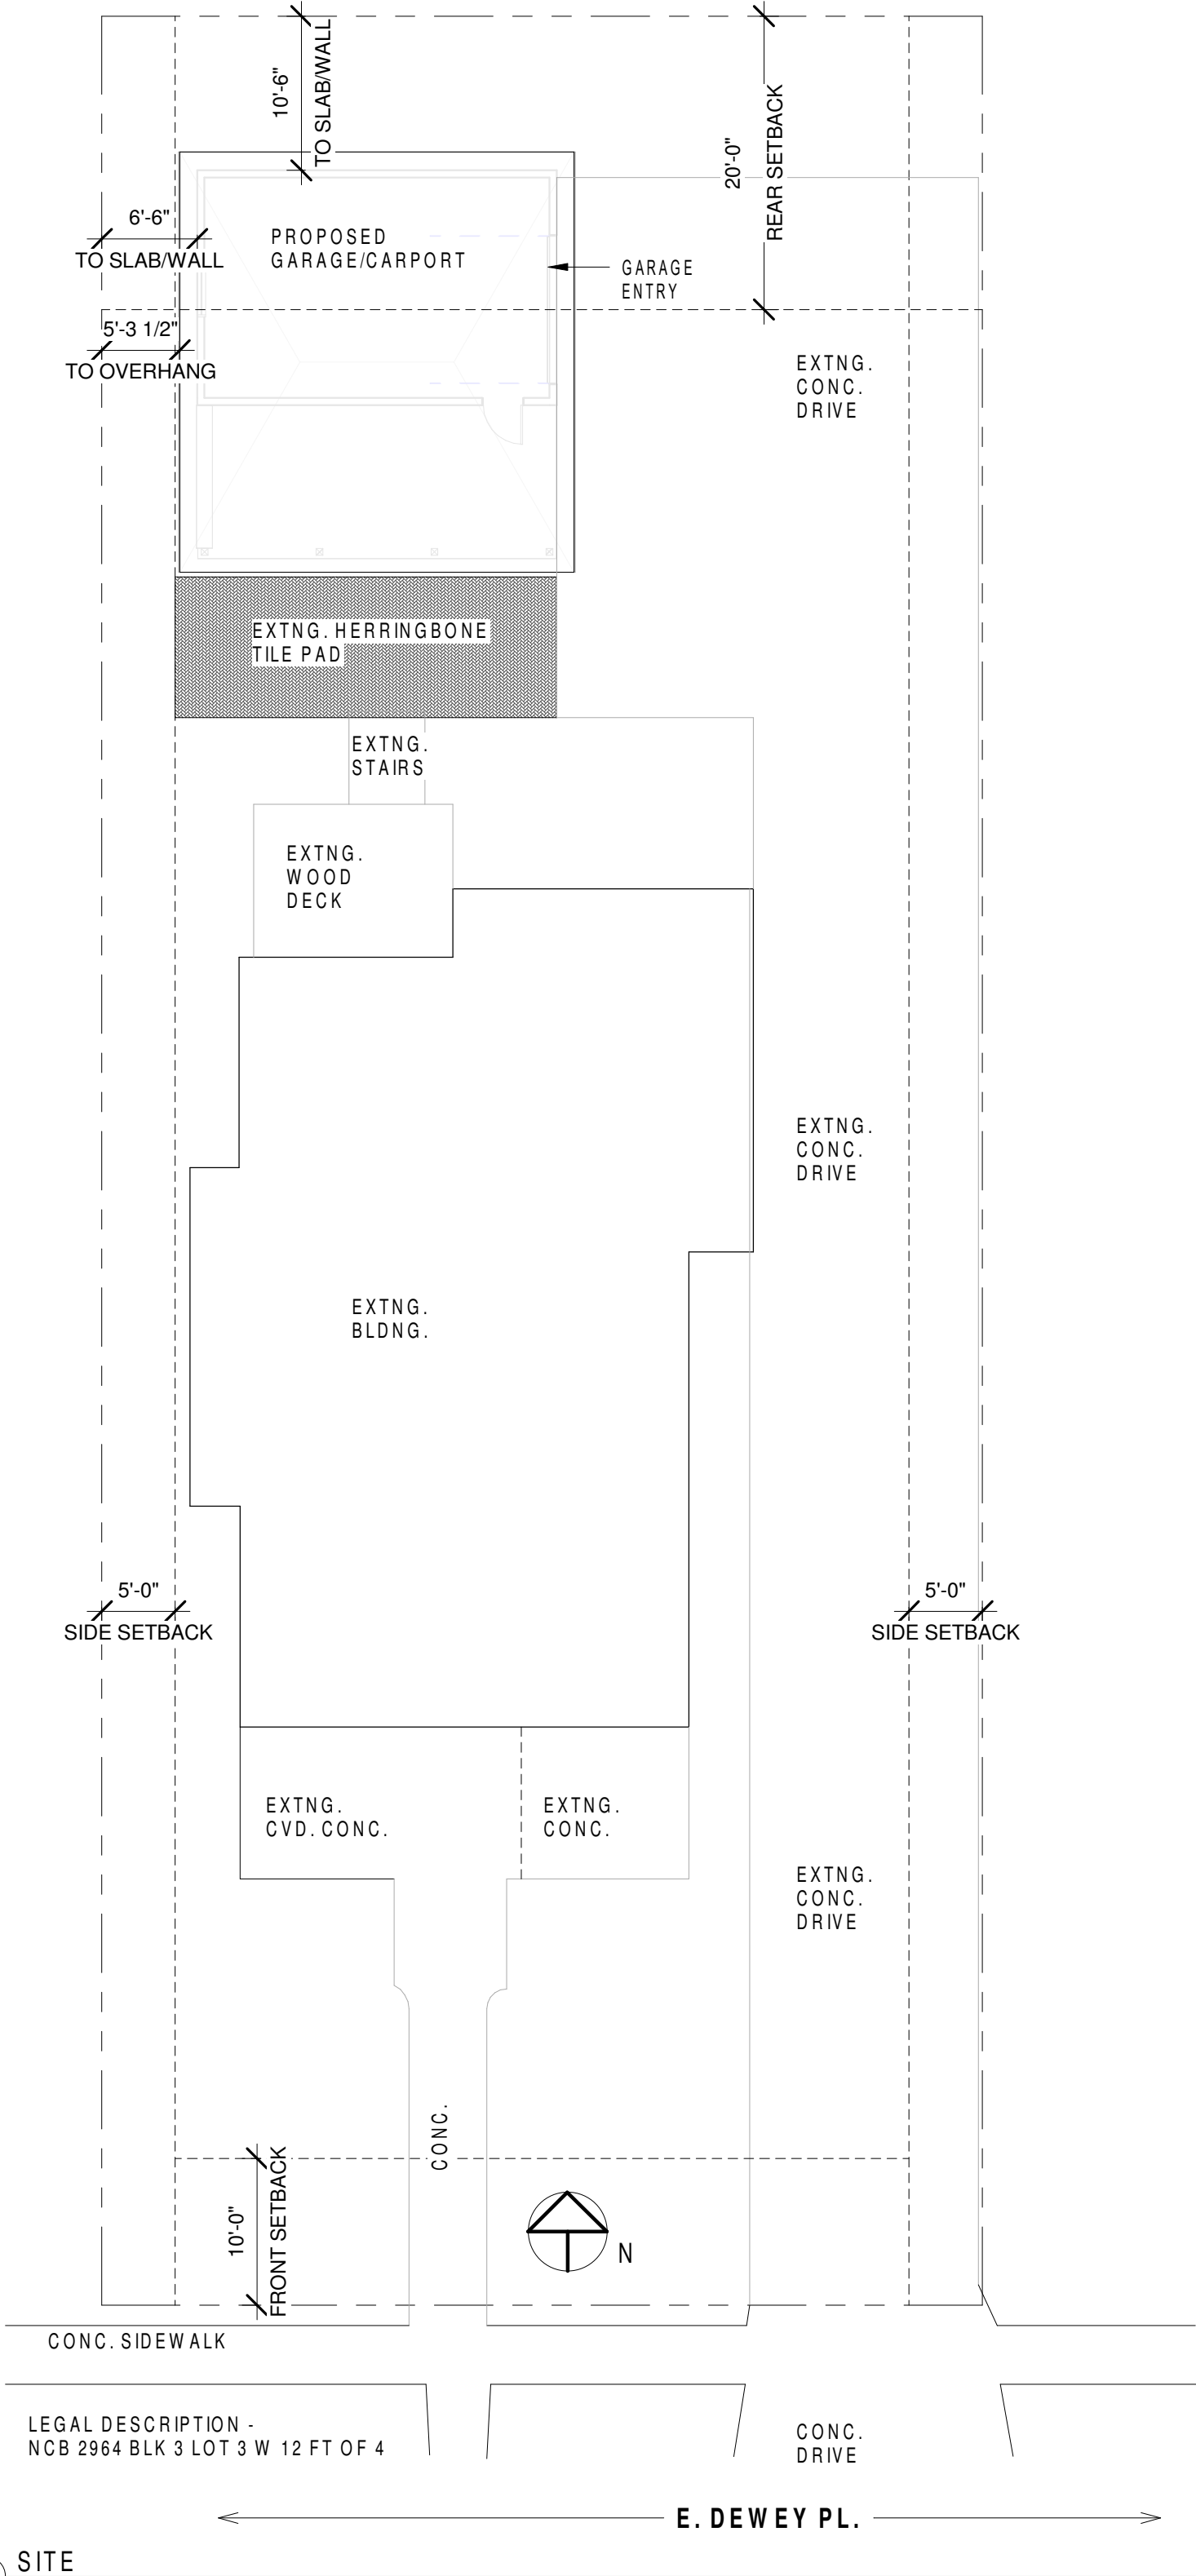 10'-6"
TO SLAB/WALL
20'-0"
REAR SETBACK
6'-6"
TO SLAB/WALL
PROPOSED
GARAGE/CARPORT
GARAGE
ENTRY
5'-3 1/2"
TO OVERHANG
EXTNG.
CONC.
DRIVE
EXTNG. HERRINGBONE
TILE PAD
EXTNG.
STAIRS
EXTNG.
WOOD
DECK
EXTNG.
CONC.
DRIVE
EXTNG.
BLDNG.
5'-0"
SIDE SETBACK
5'-0"
SIDE SETBACK
EXTNG.
CVD. CONC.
EXTNG.
CONC.
EXTNG.
CONC.
DRIVE
CONC.
10'-0"
FRONT SETBACK
N
CONC. SIDEWALK
LEGAL DESCRIPTION -
NCB 2964 BLK 3 LOT 3 W 12 FT OF 4
CONC.
DRIVE
E. DEWEY PL.
SITE